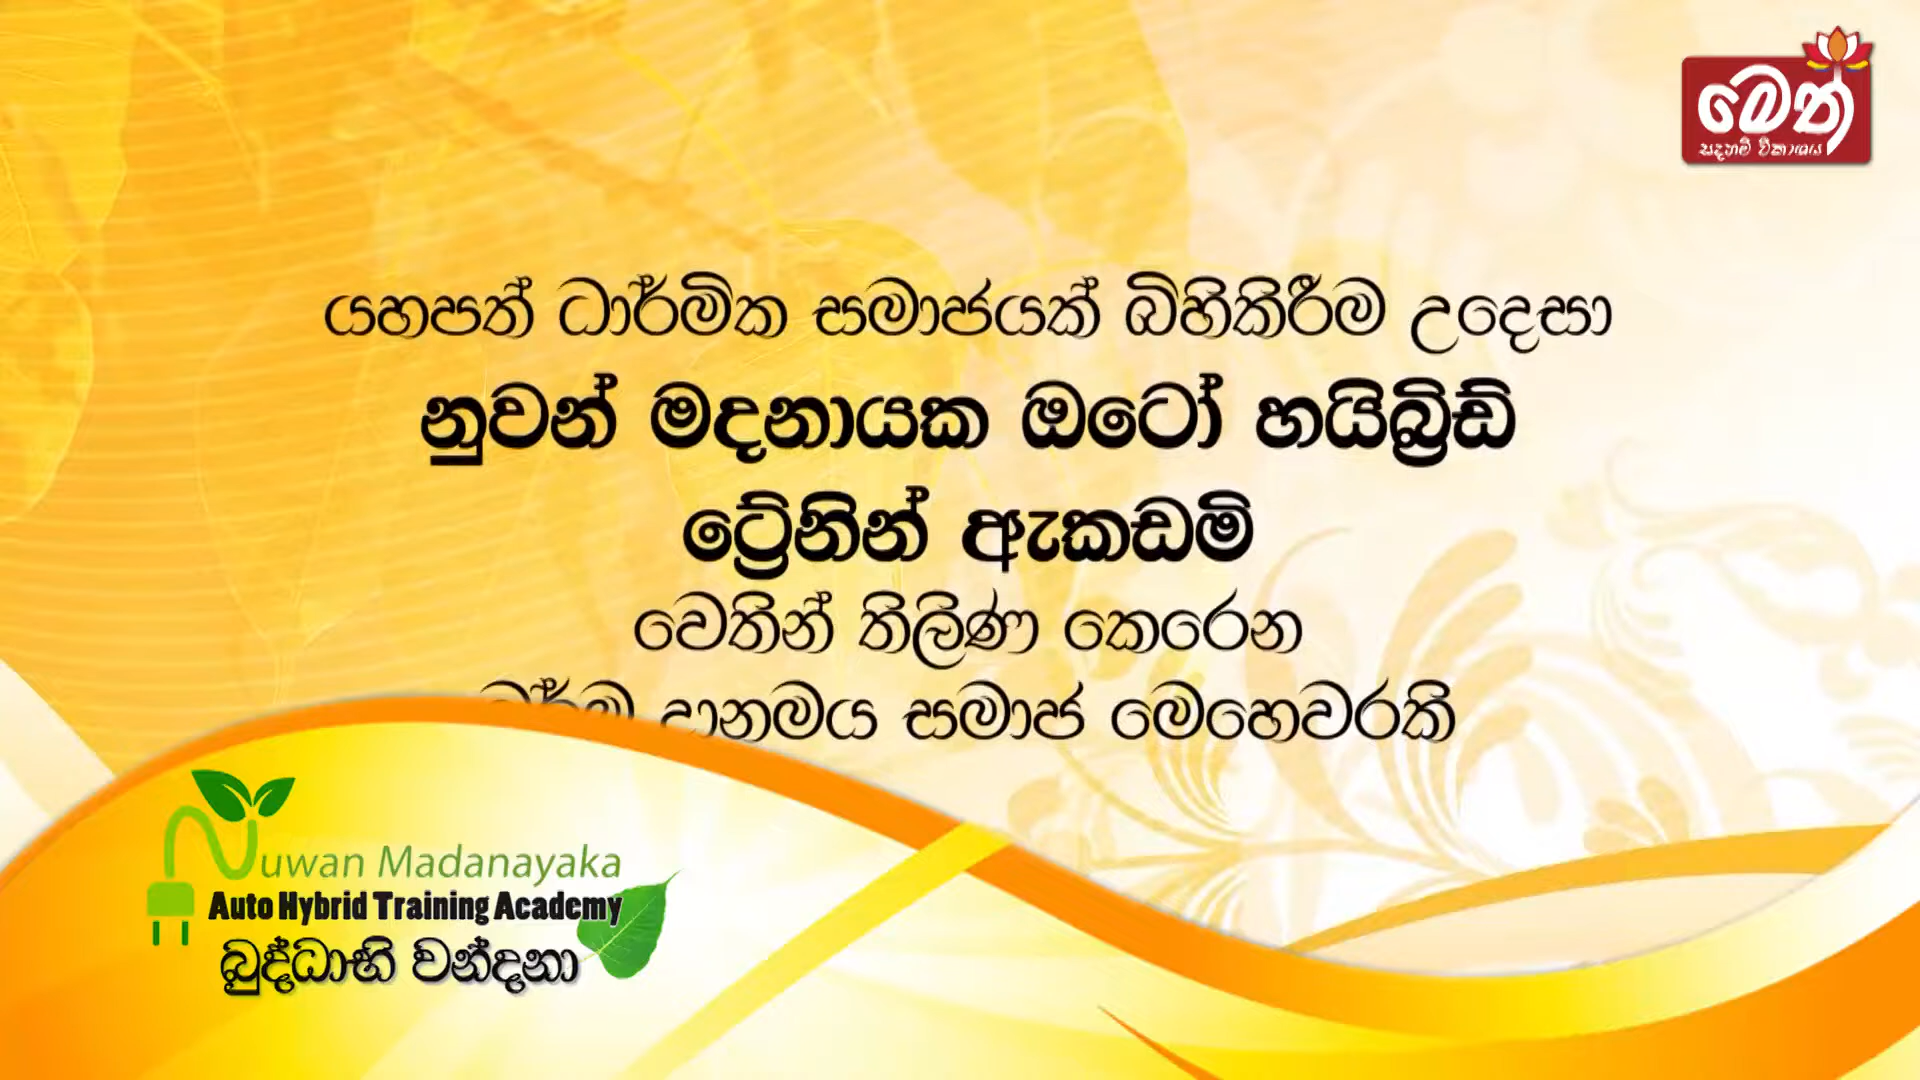 මෙත්
සදහම් විකාශය
යහපත් ධාර්මික සමාජයක් බිහිකිරීම උදෙසා
නුවන් මදනායක ඔටෝ හයිබ්‍රිඩ්
ට්‍රේනින් ඇකඩමි
වෙතින් තිලිණ කෙරෙන
දානමය සමාජ මෙහෙවරකි
Nuwan Madanayaka
Auto Hybrid Training Academy
බුද්ධාභි වන්දනා